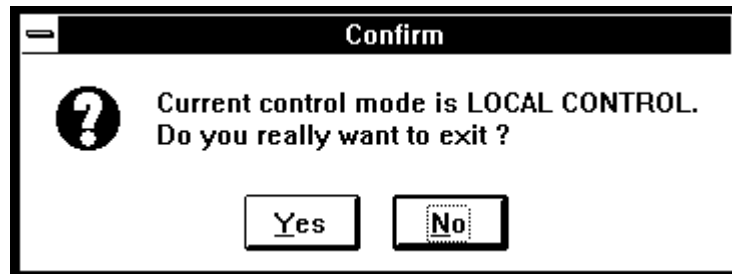 Confirm
Current control mode is LOCAL CONTROL.
Do you really want to exit ?
Yes No